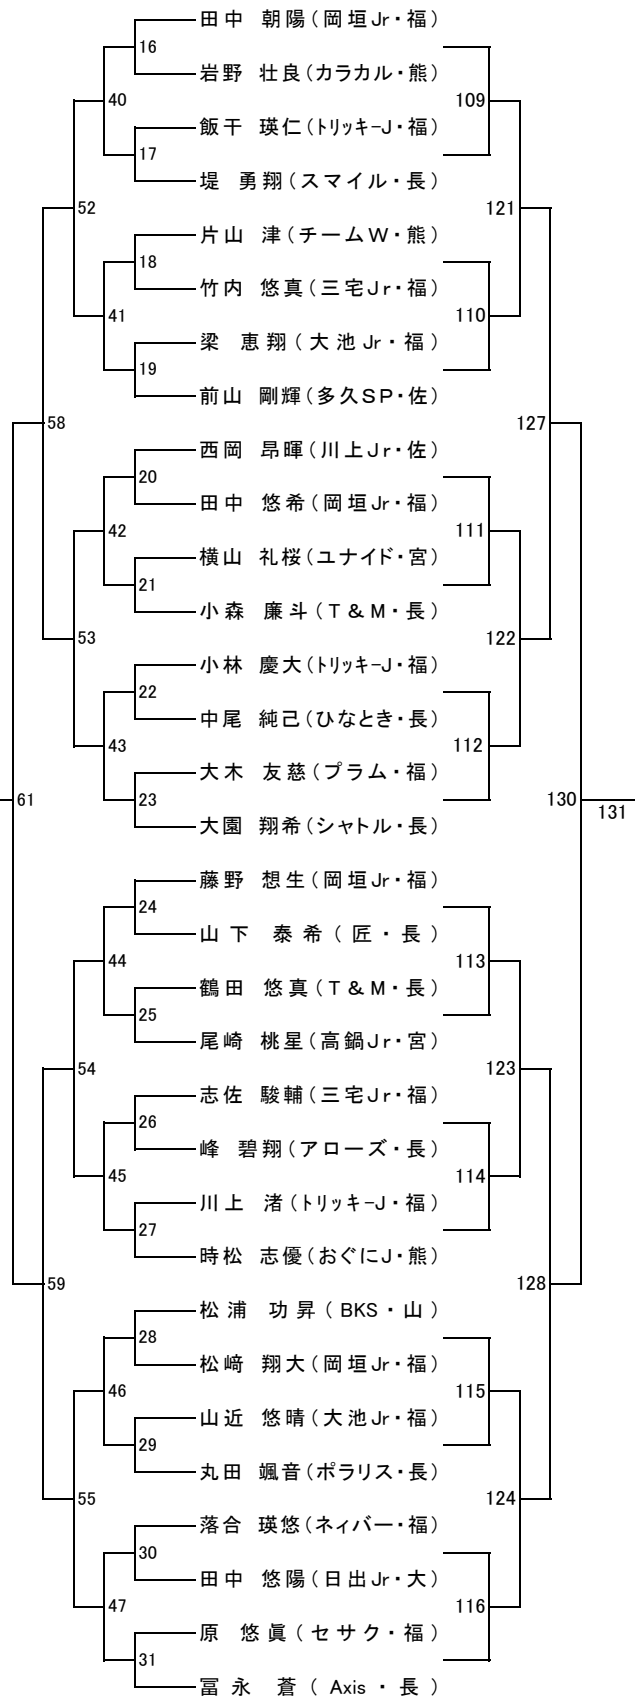 田中 朝陽(岡垣Jr・福)
16
岩野 壮良(カラカル・熊)
109
40
飯干 瑛仁(トリッキーJ・福)
17
堤 勇翔(スマイル・長)
52
121
片山 津(チームW・熊)
18
竹内 悠真(三宅Jr・福)
41
110
梁 恵翔(大池Jr・福)
19
前山 剛輝(多久SP・佐)
58
127
西岡 昂暉(川上Jr・佐)
20
田中 悠希(岡垣Jr・福)
42
111
横山 礼桜(ユナイド・宮)
21
小森 廉斗(T&M・長)
53
122
小林 慶大(トリッキーJ・福)
22
中尾 純己(ひなとき・長)
43
112
大木 友慈(プラム・福)
23
61
130
131
大園 翔希(シャトル・長)
藤野 想生(岡垣Jr・福)
24
山下 泰希(匠・長)
44
113
鶴田 悠真(T&M・長)
25
尾崎 桃星(高鍋Jr・宮)
54
123
志佐 駿輔(三宅Jr・福)
26
峰 碧翔(アローズ・長)
45
114
川上 渚(トリッキーJ・福)
27
時松 志優(おぐにJ・熊)
59
128
松浦 功昇(BKS・山)
28
松﨑 翔大(岡垣Jr・福)
46
115
山近 悠晴(大池Jr・福)
29
丸田 颯音(ポラリス・長)
55
124
落合 瑛悠(ネイバー・福)
30
田中 悠陽(日出Jr・大)
47
116
原 悠眞(セサク・福)
31
冨永 蒼(Axis・長)